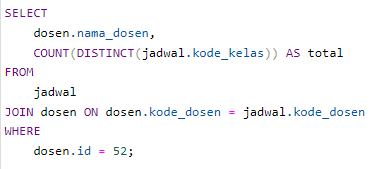 SELECT
dosen.nama_dosen,
COUNT(DISTINCT(jadwal.kode_kelas)) AS total
FROM
jadwal
JOIN dosen ON dosen.kode_dosen = jadwal.kode_dosen
WHERE
dosen.id = 52;